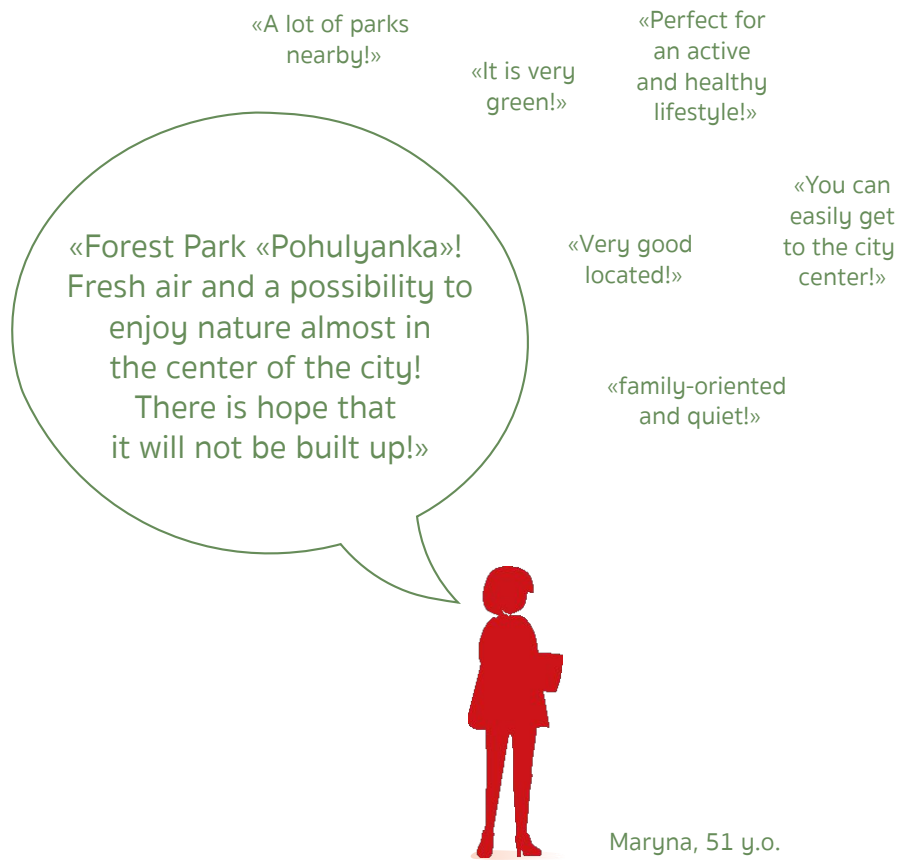 «A lot of parks
nearby!»
«It is very
green!»
«Perfect for
an active
and healthy
lifestyle!»
«You can
easily get
to the city
center!»
«Very good
located!»
«Forest Park «Pohulyanka»!
Fresh air and a possibility to
enjoy nature almost in
the center of the city!
There is hope that
it will not be built up!»
«family-oriented
and quiet!»
Maryna, 51 y.o.